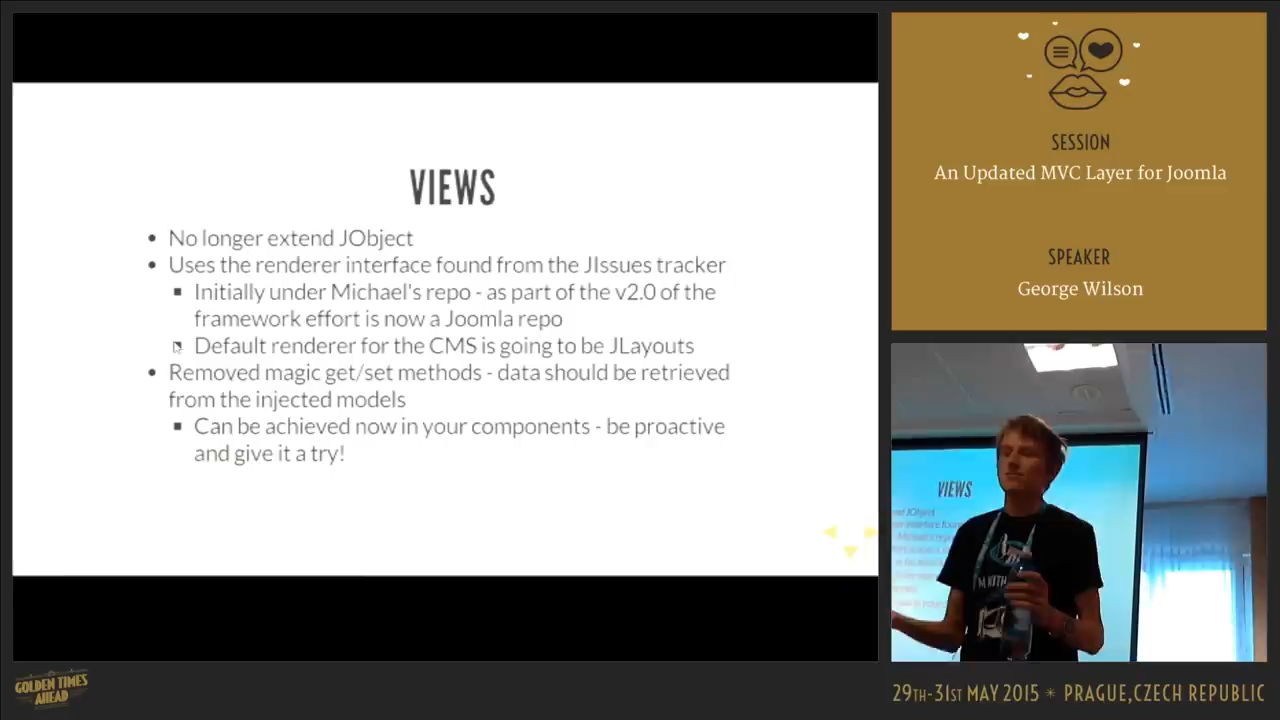 VIEWS
No longer extend JObject
Uses the renderer interface found from the JIssues tracker
Initially under Michael's repo - as part of the v2.0 of the
framework effort is now a Joomla repo
Default renderer for the CMS is going to be JLayouts
Removed magic get/set methods - data should be retrieved
from the injected models
Can be achieved now in your components - be proactive
and give it a try!
SESSION
An Updated MVC Layer for Joomla
SPEAKER
George Wilson
VIEWS
GOLDEN TIMES
AHEAD
29TH-31ST MAY 2015 * PRAGUE,CZECH REPUBLIC